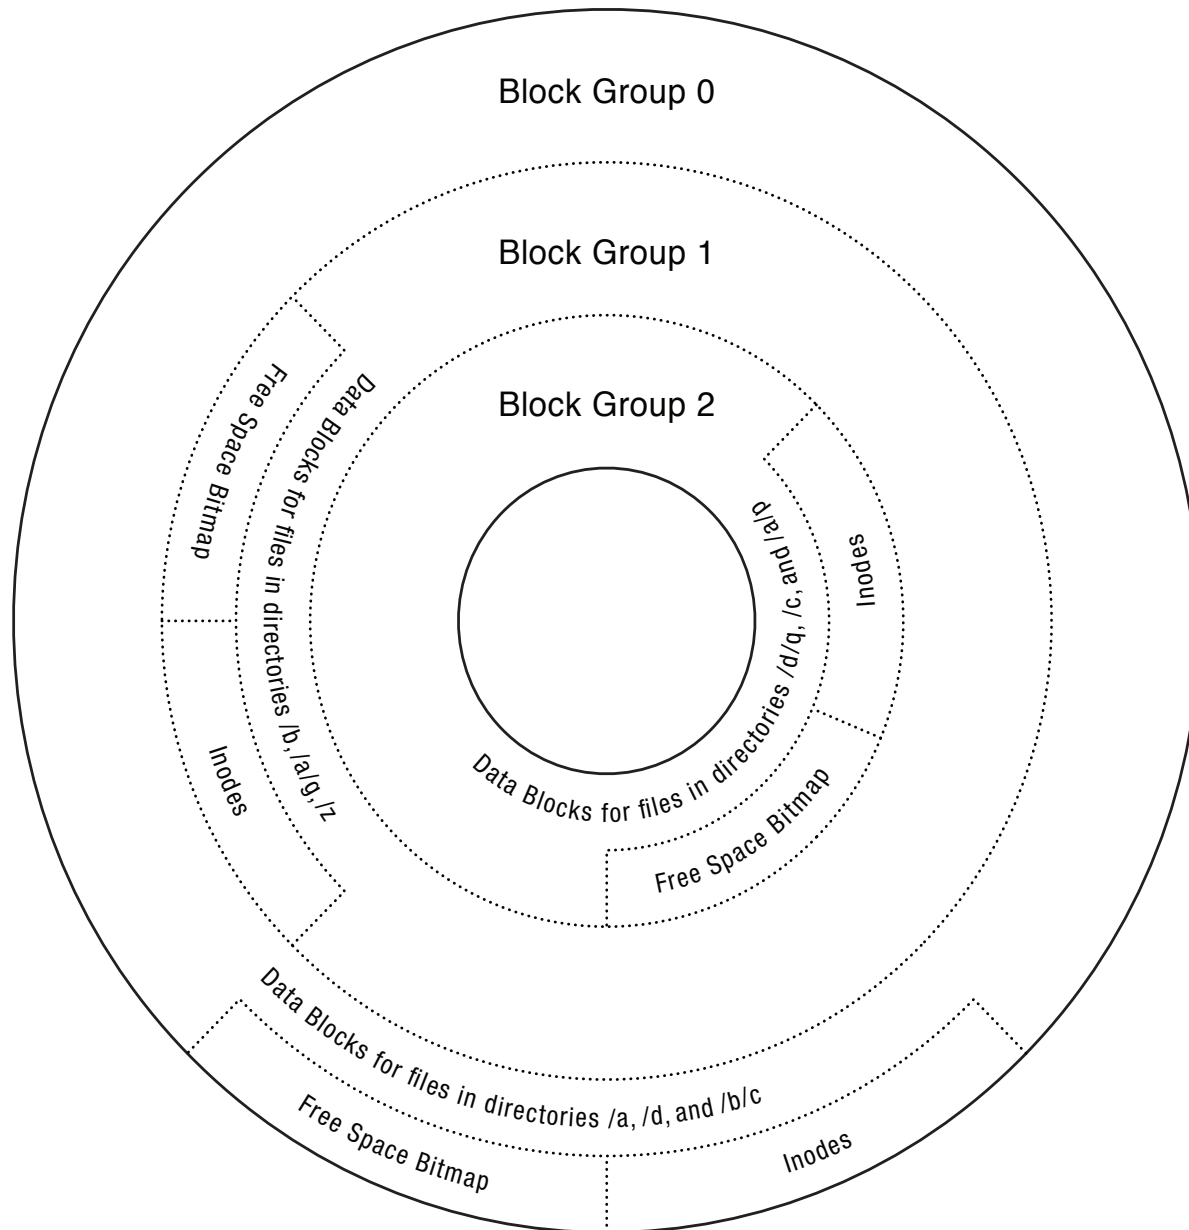 Block Group 0
Block Group 1
Block Group 2
Free Space Bitmap
Data Blocks for files in directories /b, /a/g, /z
Inodes
Inodes
Data Blocks for files in directories /d/q, /c, and /a/p
Free Space Bitmap
Data Blocks for files in directories /a, /d, and /b/c
Free Space Bitmap
Inodes